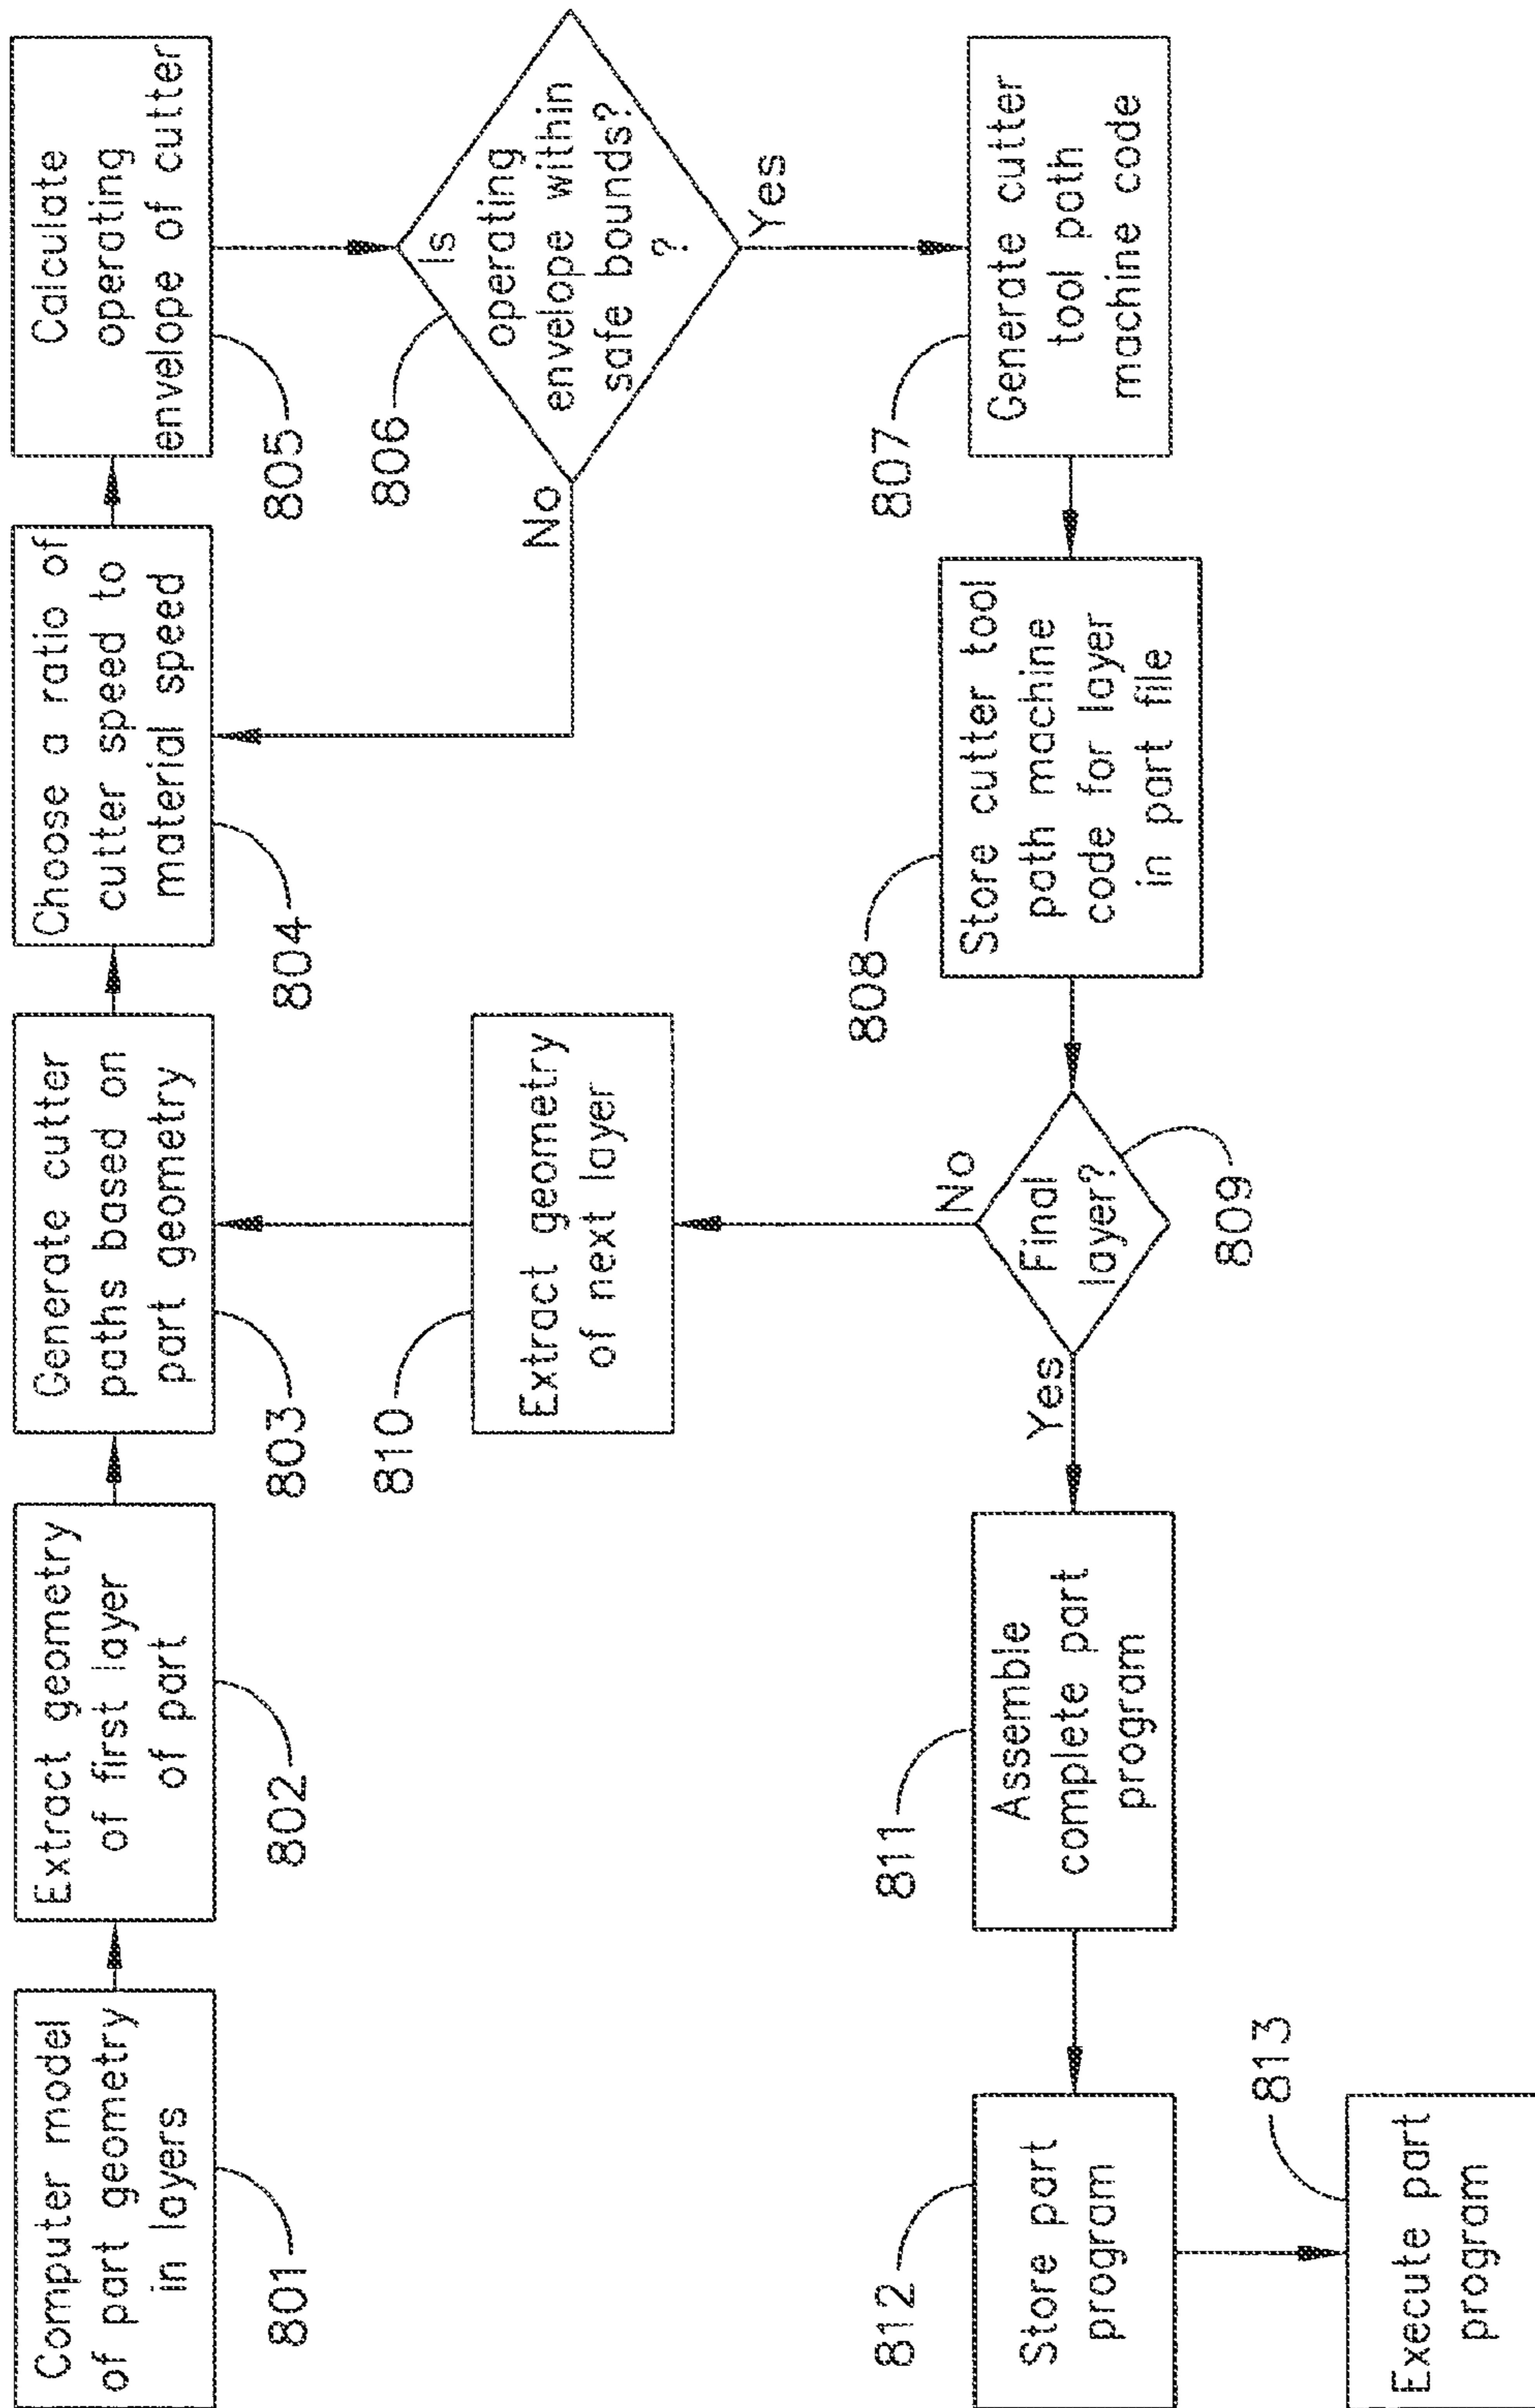 Computer model
of part geometry
in layers
801
Extract geometry
of first layer
of part
802
Generate cutter
paths based on
part geometry
803
Choose a ratio of
cutter speed to
material speed
804
Calculate
operating
envelope of cutter
805
Is
operating
envelope within
safe bounds?
?
806
No
Yes
Generate cutter
tool path
machine code
807
Store cutter tool
path machine
code for layer
in part file
808
Final
layer?
809
No
Yes
Extract geometry
of next layer
810
Assemble
complete part
program
811
Store part
program
812
Execute part
program
813